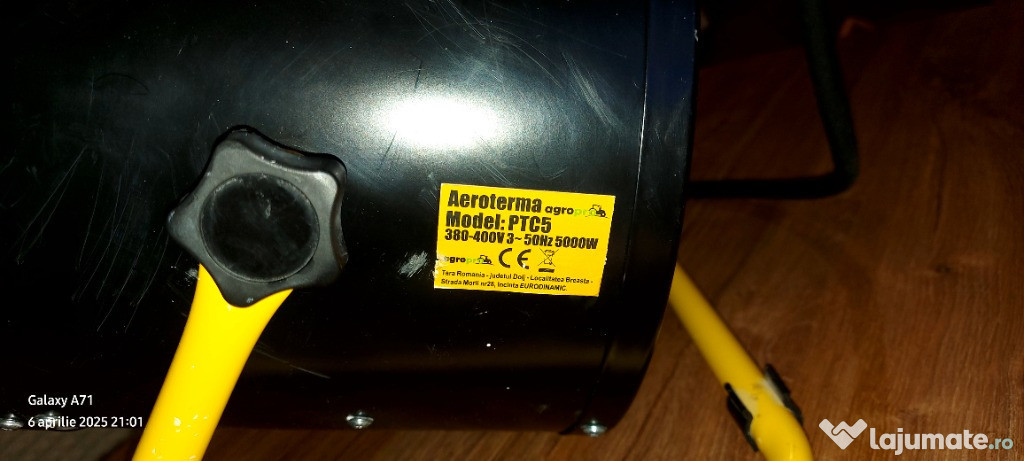 Aeroterma agropro
Model: PTC5
380-400V 3~ 50Hz 5000W
agropro CE
Tara Romania - judetul Dolj - Localitatea Breasta -
Strada Morii nr28, Incinta EURODINAMIC.
Galaxy A71
6 aprilie 2025 21:01
lajumate.ro